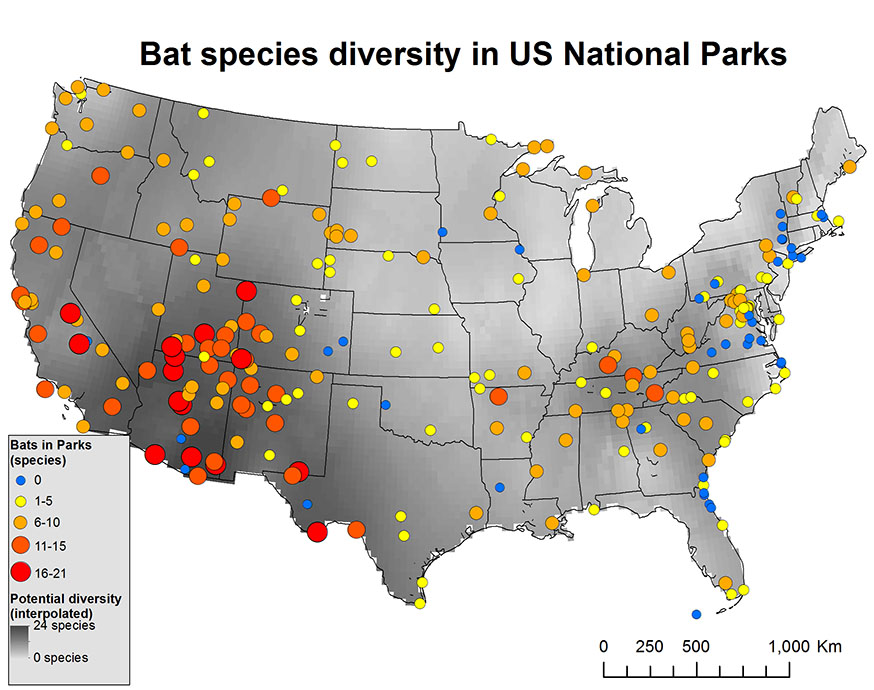 Bat species diversity in US National Parks
Bats in Parks
(species)
0
1-5
6-10
11-15
16-21
Potential diversity
(interpolated)
24 species
0 species
0 250 500 1,000 Km